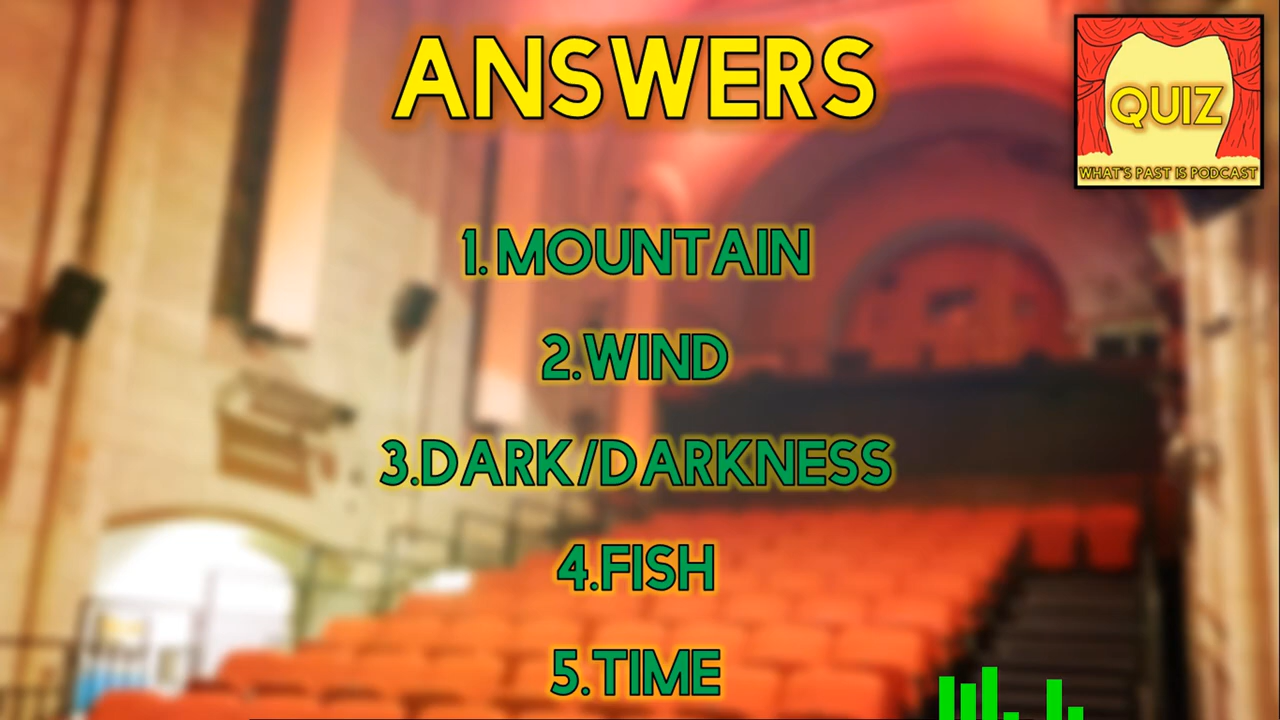 ANSWERS
QUIZ
WHAT'S PAST IS PODCAST
1. MOUNTAIN
2.WIND
3.DARK/DARKNESS
4.FISH
5.TIME